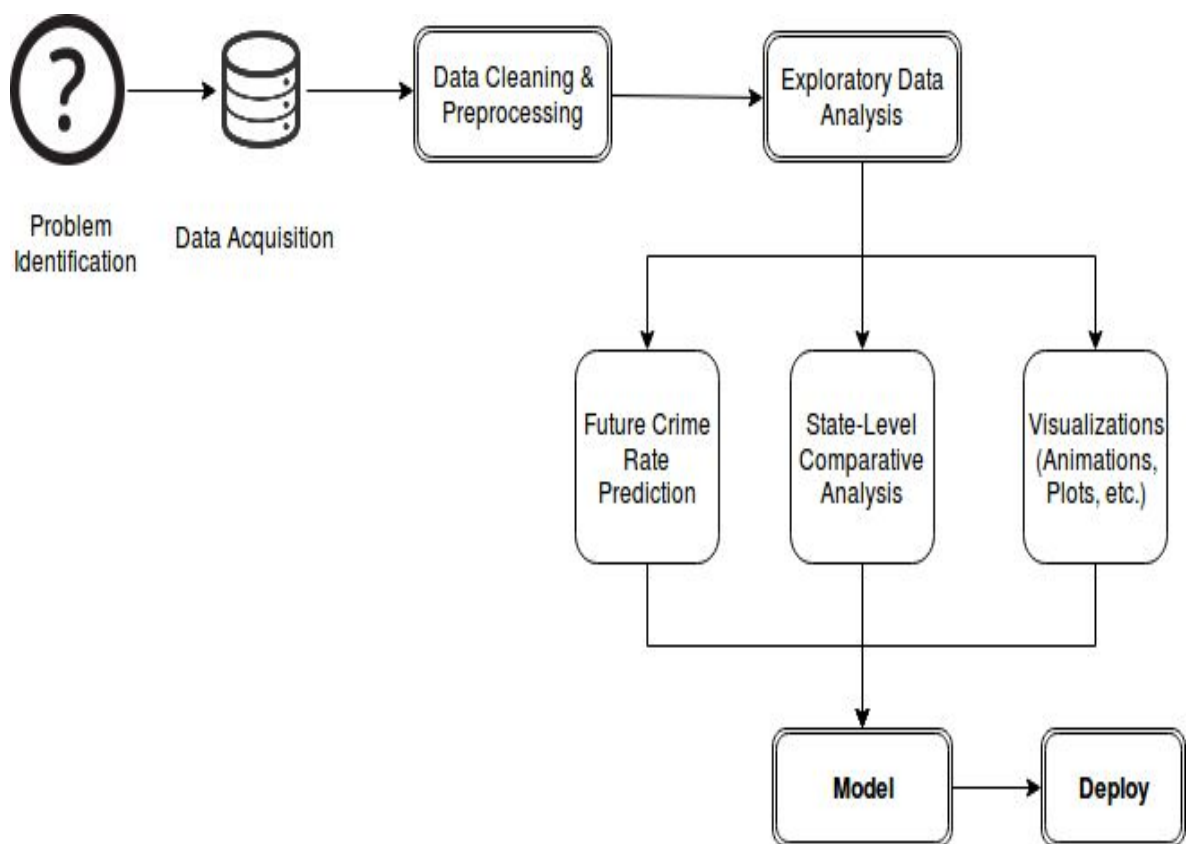 ?
Problem
Identification
Data Acquisition
Data Cleaning &
Preprocessing
Exploratory Data
Analysis
Future Crime
Rate
Prediction
State-Level
Comparative
Analysis
Visualizations
(Animations,
Plots, etc.)
Model
Deploy